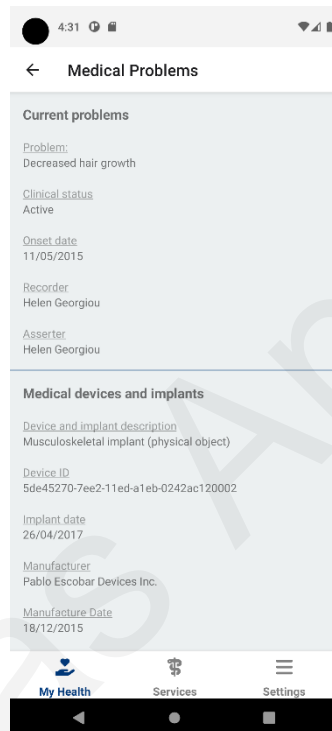 4:31
Medical Problems
Current problems
Problem:
Decreased hair growth
Clinical status
Active
Onset date
11/05/2015
Recorder
Helen Georgiou
Asserter
Helen Georgiou
Medical devices and implants
Device and implant description
Musculoskeletal implant (physical object)
Device ID
5de45270-7ee2-11ed-a1eb-0242ac120002
Implant date
26/04/2017
Manufacturer
Pablo Escobar Devices Inc.
Manufacture Date
18/12/2015
My Health Services Settings